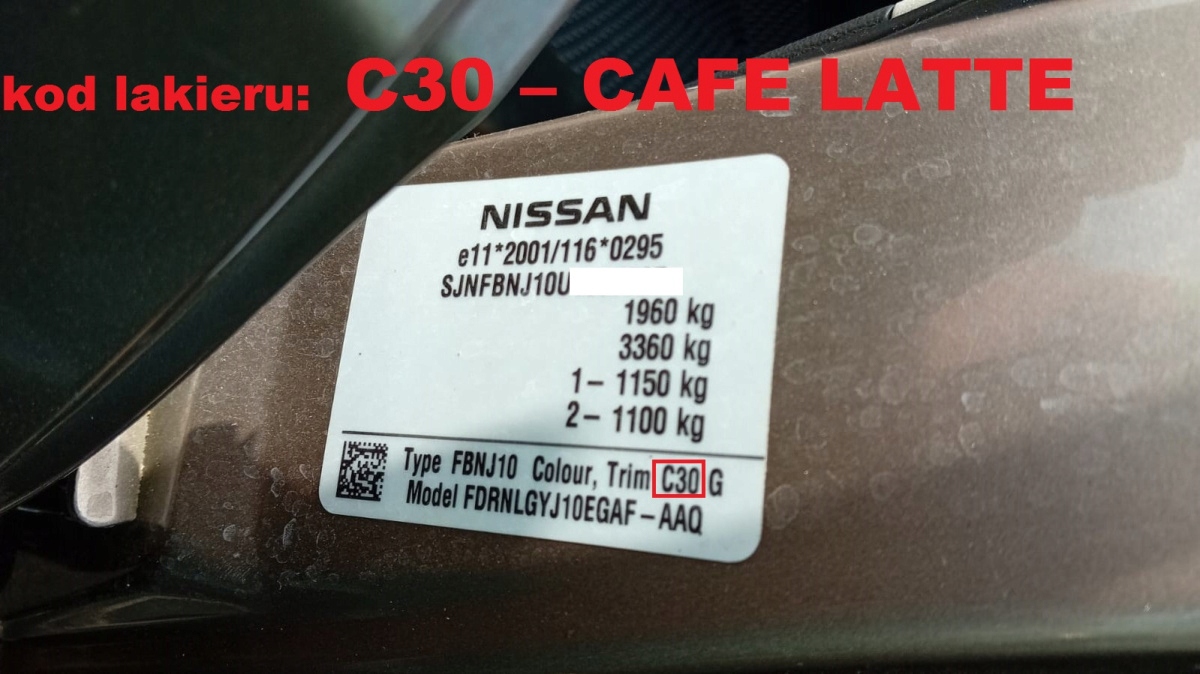 kod lakieru: C30 – CAFE LATTE
NISSAN
e11*2001/116*0295
SJNFBNJ10U
1960 kg
3360 kg
1– 1150 kg
2– 1100 kg
Type FBNJ10 Colour, Trim C30 G
Model FDRNLGYJ10EGAF–AAQ